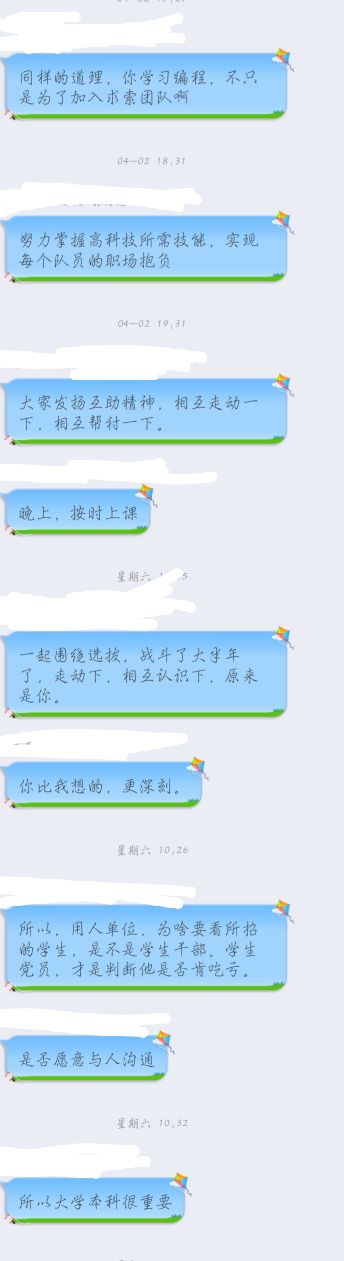 同样的道理，你学习编程，不只
是为了加入求索团队啊
04-02 18:31
努力掌握高科技所需技能，实现
每个队员的职场抱负
04-02 19:31
大家发扬互助精神，相互走动一
下，相互帮衬一下。
晚上，按时上课
星期六
一起围绕选拔，战斗了大半年
了，走动下，相互认识下，原来
是你。
你比我想的，更深刻。
星期六 10:26
所以，用人单位，为啥要看所招
的学生，是不是学生干部、学生
党员，才是判断他是否肯吃亏。
是否愿意与人沟通
星期六 10:32
所以大学本科很重要